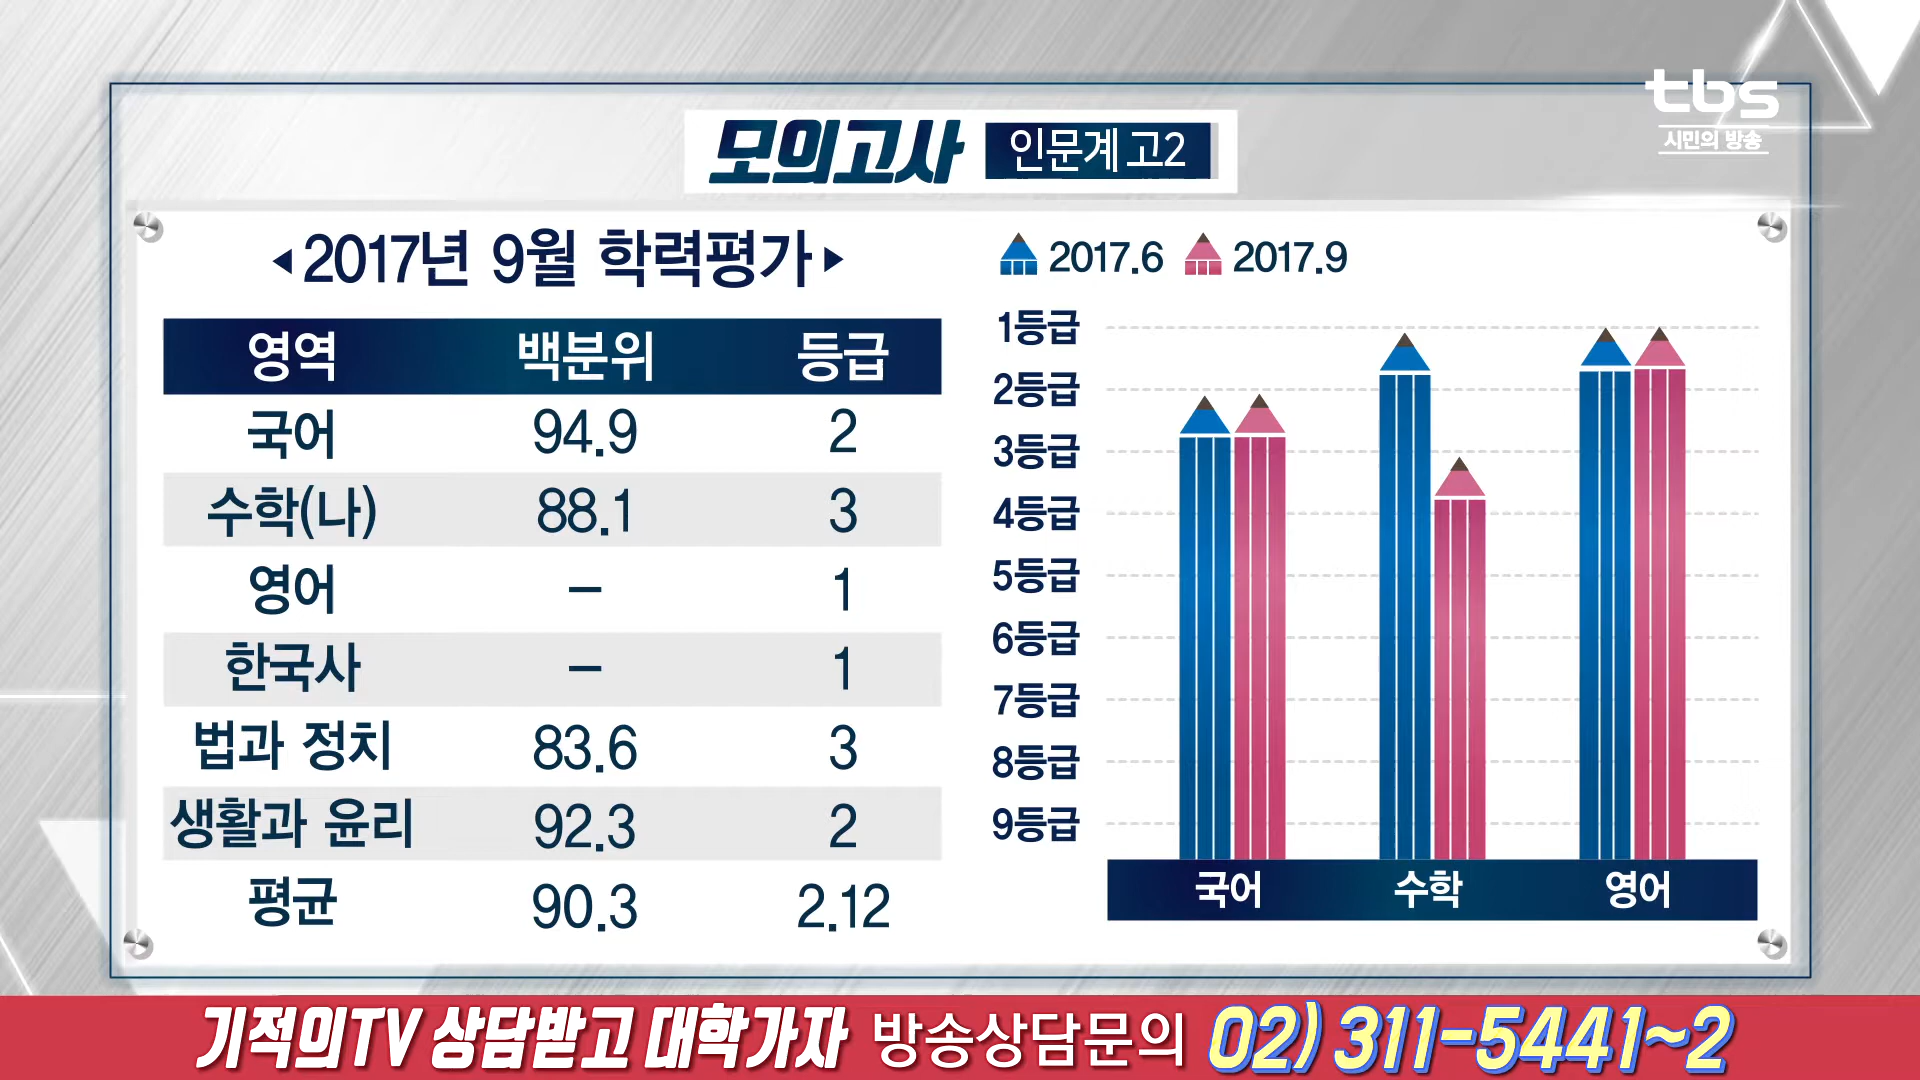 tbs
시민의 방송
모의고사 인문계 고2
◀2017년 9월 학력평가▶
영역 백분위 등급
국어 94.9 2
수학(나) 88.1 3
영어 – 1
한국사 – 1
법과 정치 83.6 3
생활과 윤리 92.3 2
평균 90.3 2.12
2017.6 2017.9
1등급
2등급
3등급
4등급
5등급
6등급
7등급
8등급
9등급
국어 수학 영어
기적의TV 상담받고 대학가자 방송상담문의 02) 311-5441~2